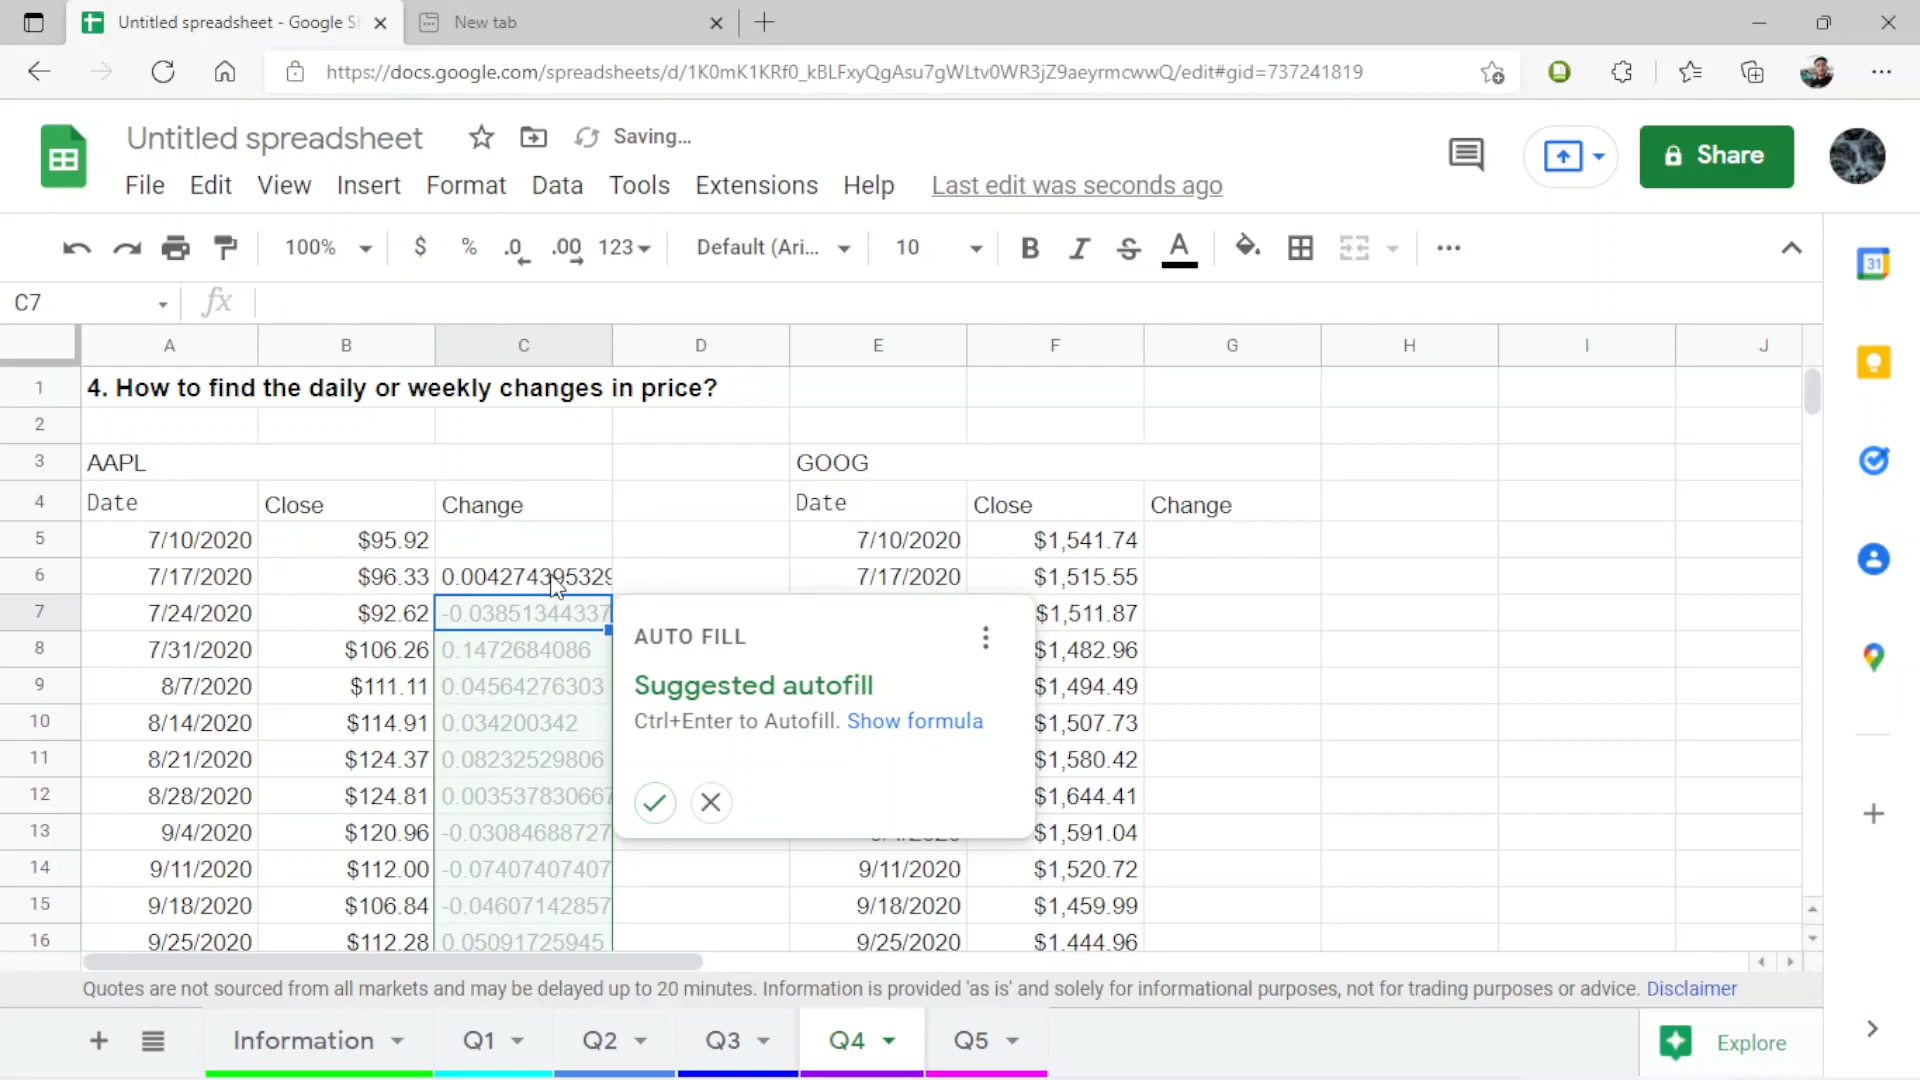 Untitled spreadsheet - Google S
New tab
https://docs.google.com/spreadsheets/d/1K0mK1KRf0_kBLFxyQgAsu7gWLtv0WR3jZ9aeyrmcwwQ/edit#gid=737241819
Untitled spreadsheet
Saving...
Share
File Edit View Insert Format Data Tools Extensions Help Last edit was seconds ago
100% $ % .0 .00 123 Default (Ari... 10 B I S A
31
C7 fx
A B C D E F G H I J
1 4. How to find the daily or weekly changes in price?
2
3 AAPL GOOG
4 Date Close Change Date Close Change
5 7/10/2020 $95.92 7/10/2020 $1,541.74
6 7/17/2020 $96.33 0.004274395329 7/17/2020 $1,515.55
7 7/24/2020 $92.62 -0.03851344337 $1,511.87
8 7/31/2020 $106.26 0.1472684086 $1,482.96
9 8/7/2020 $111.11 0.04564276303 $1,494.49
10 8/14/2020 $114.91 0.034200342 $1,507.73
11 8/21/2020 $124.37 0.08232529806 $1,580.42
12 8/28/2020 $124.81 0.003537830667 $1,644.41
13 9/4/2020 $120.96 -0.03084688727 $1,591.04
14 9/11/2020 $112.00 -0.07407407407 9/11/2020 $1,520.72
15 9/18/2020 $106.84 -0.04607142857 9/18/2020 $1,459.99
16 9/25/2020 $112.28 0.05091725945 9/25/2020 $1,444.96
AUTO FILL
Suggested autofill
Ctrl+Enter to Autofill. Show formula
Quotes are not sourced from all markets and may be delayed up to 20 minutes. Information is provided 'as is' and solely for informational purposes, not for trading purposes or advice. Disclaimer
Information Q1 Q2 Q3 Q4 Q5 Explore